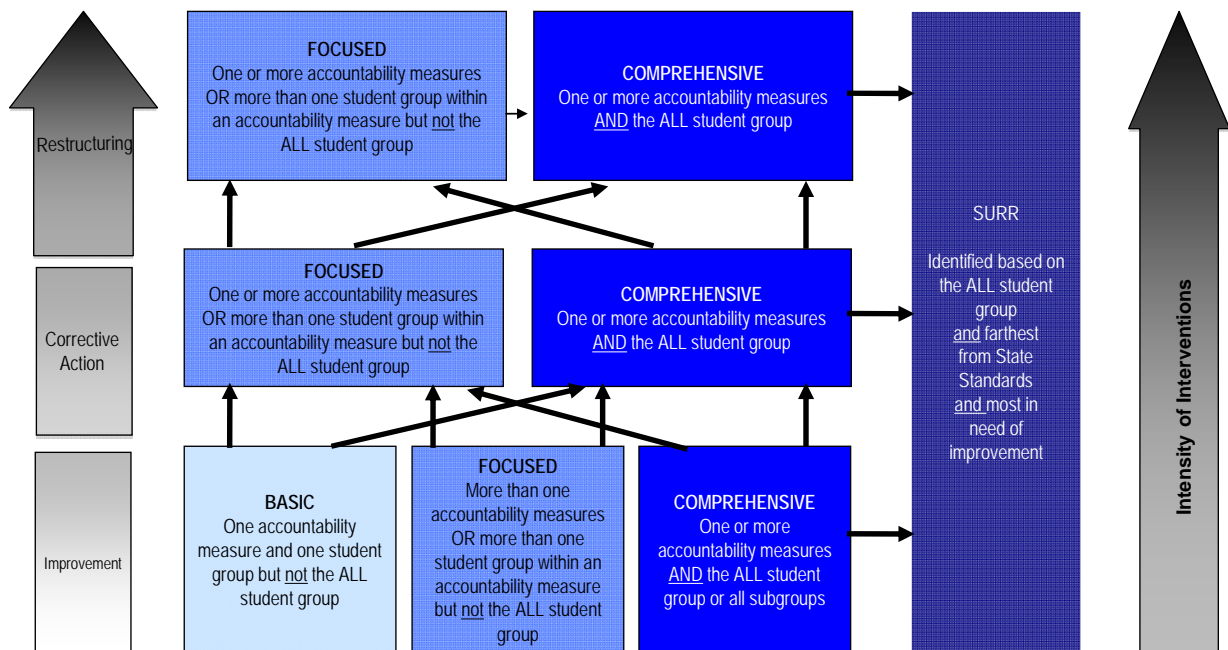 Restructuring
FOCUSED
One or more accountability measures
OR more than one student group within
an accountability measure but not the
ALL student group
COMPREHENSIVE
One or more accountability measures
AND the ALL student group
Corrective
Action
FOCUSED
One or more accountability measures
OR more than one student group within
an accountability measure but not the
ALL student group
COMPREHENSIVE
One or more accountability measures
AND the ALL student group
Improvement
BASIC
One accountability
measure and one student
group but not the ALL
student group
FOCUSED
More than one
accountability measures
OR more than one
student group within an
accountability measure
but not the ALL student
group
COMPREHENSIVE
One or more
accountability measures
AND the ALL student
group or all subgroups
SURR
Identified based on
the ALL student
group
and farthest
from State
Standards
and most in
need of
improvement
Intensity of Interventions